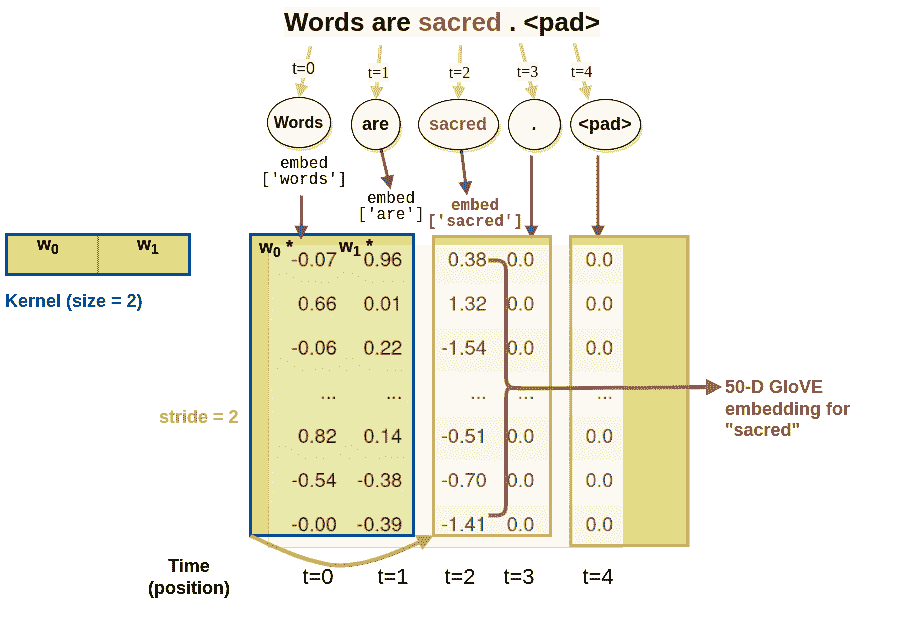 Words are sacred . <pad>
t=0 t=1 t=2 t=3 t=4
Words are sacred . <pad>
embed
['words']
embed
['are']
embed
['sacred']
w0 w1
Kernel (size = 2)
w0 * -0.07 w1 * 0.96 0.38 0.0 0.0
0.66 0.01 1.32 0.0 0.0
-0.06 0.22 -1.54 0.0 0.0
... ... ... ... ...
0.82 0.14 -0.51 0.0 0.0
-0.54 -0.38 -0.70 0.0 0.0
-0.00 -0.39 -1.41 0.0 0.0
stride = 2
50-D GloVE
embedding for
"sacred"
Time
(position)
t=0 t=1 t=2 t=3 t=4